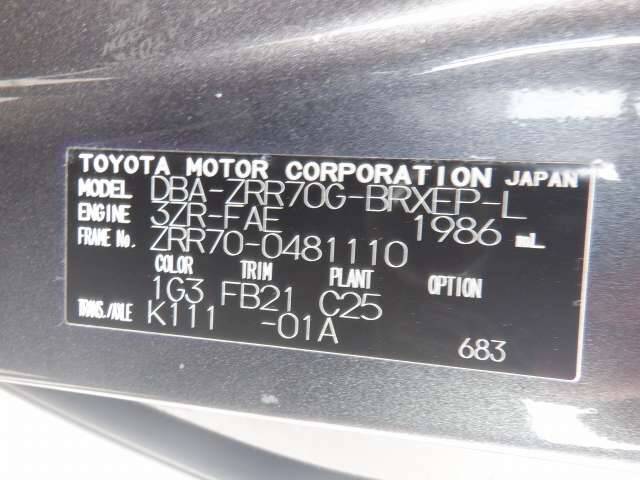 TOYOTA MOTOR CORPORATION JAPAN
MODEL DBA-ZRR70G-BRXEP-L
ENGINE 3ZR-FAE 1986 mL
FRAME No. ZRR70-0481110
COLOR TRIM PLANT OPTION
1G3 FB21 C25
TRANS./AXLE K111 -01A
683